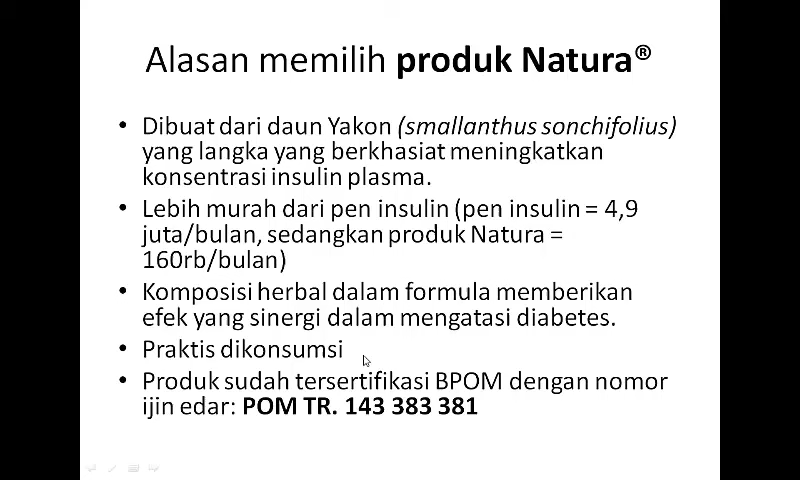 Alasan memilih produk Natura®
• Dibuat dari daun Yakon (smallanthus sonchifolius)
yang langka yang berkhasiat meningkatkan
konsentrasi insulin plasma.
• Lebih murah dari pen insulin (pen insulin = 4,9
juta/bulan, sedangkan produk Natura =
160rb/bulan)
• Komposisi herbal dalam formula memberikan
efek yang sinergi dalam mengatasi diabetes.
• Praktis dikonsumsi
• Produk sudah tersertifikasi BPOM dengan nomor
ijin edar: POM TR. 143 383 381